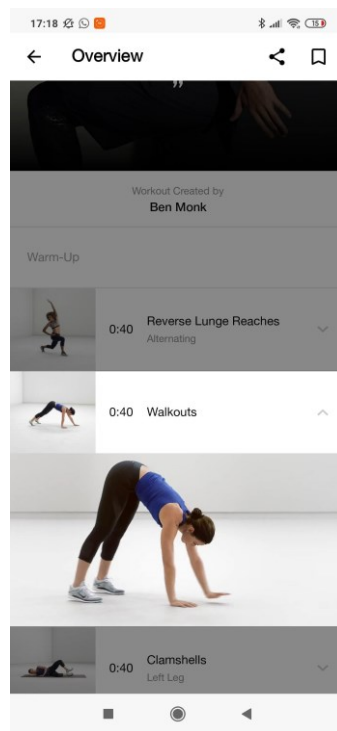 17:18
15
Overview
”
Workout Created by
Ben Monk
Warm-Up
0:40 Reverse Lunge Reaches
Alternating
0:40 Walkouts
0:40 Clamshells
Left Leg